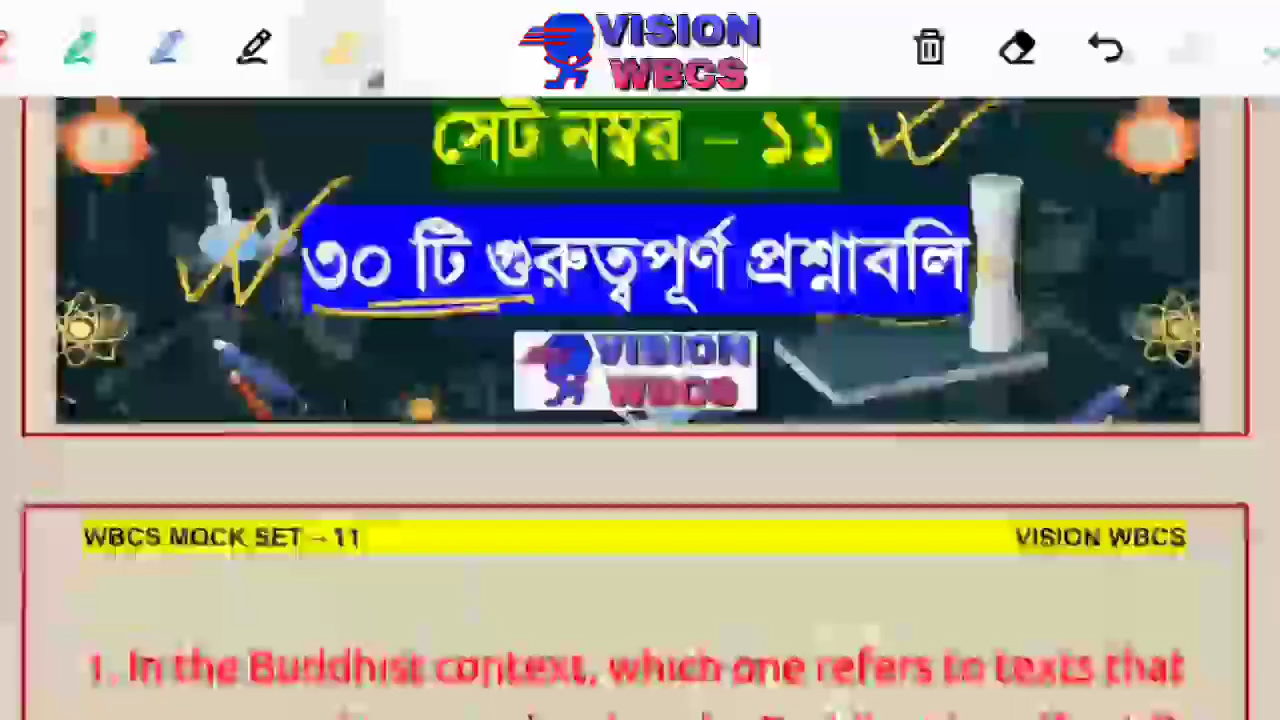 VISION
WBCS
সেট নম্বর – ১১
৩০ টি গুরুত্বপূর্ণ প্রশ্নাবলি
VISION
WBCS
WBCS MOCK SET – 11 VISION WBCS
1. In the Buddhist context, which one refers to texts that